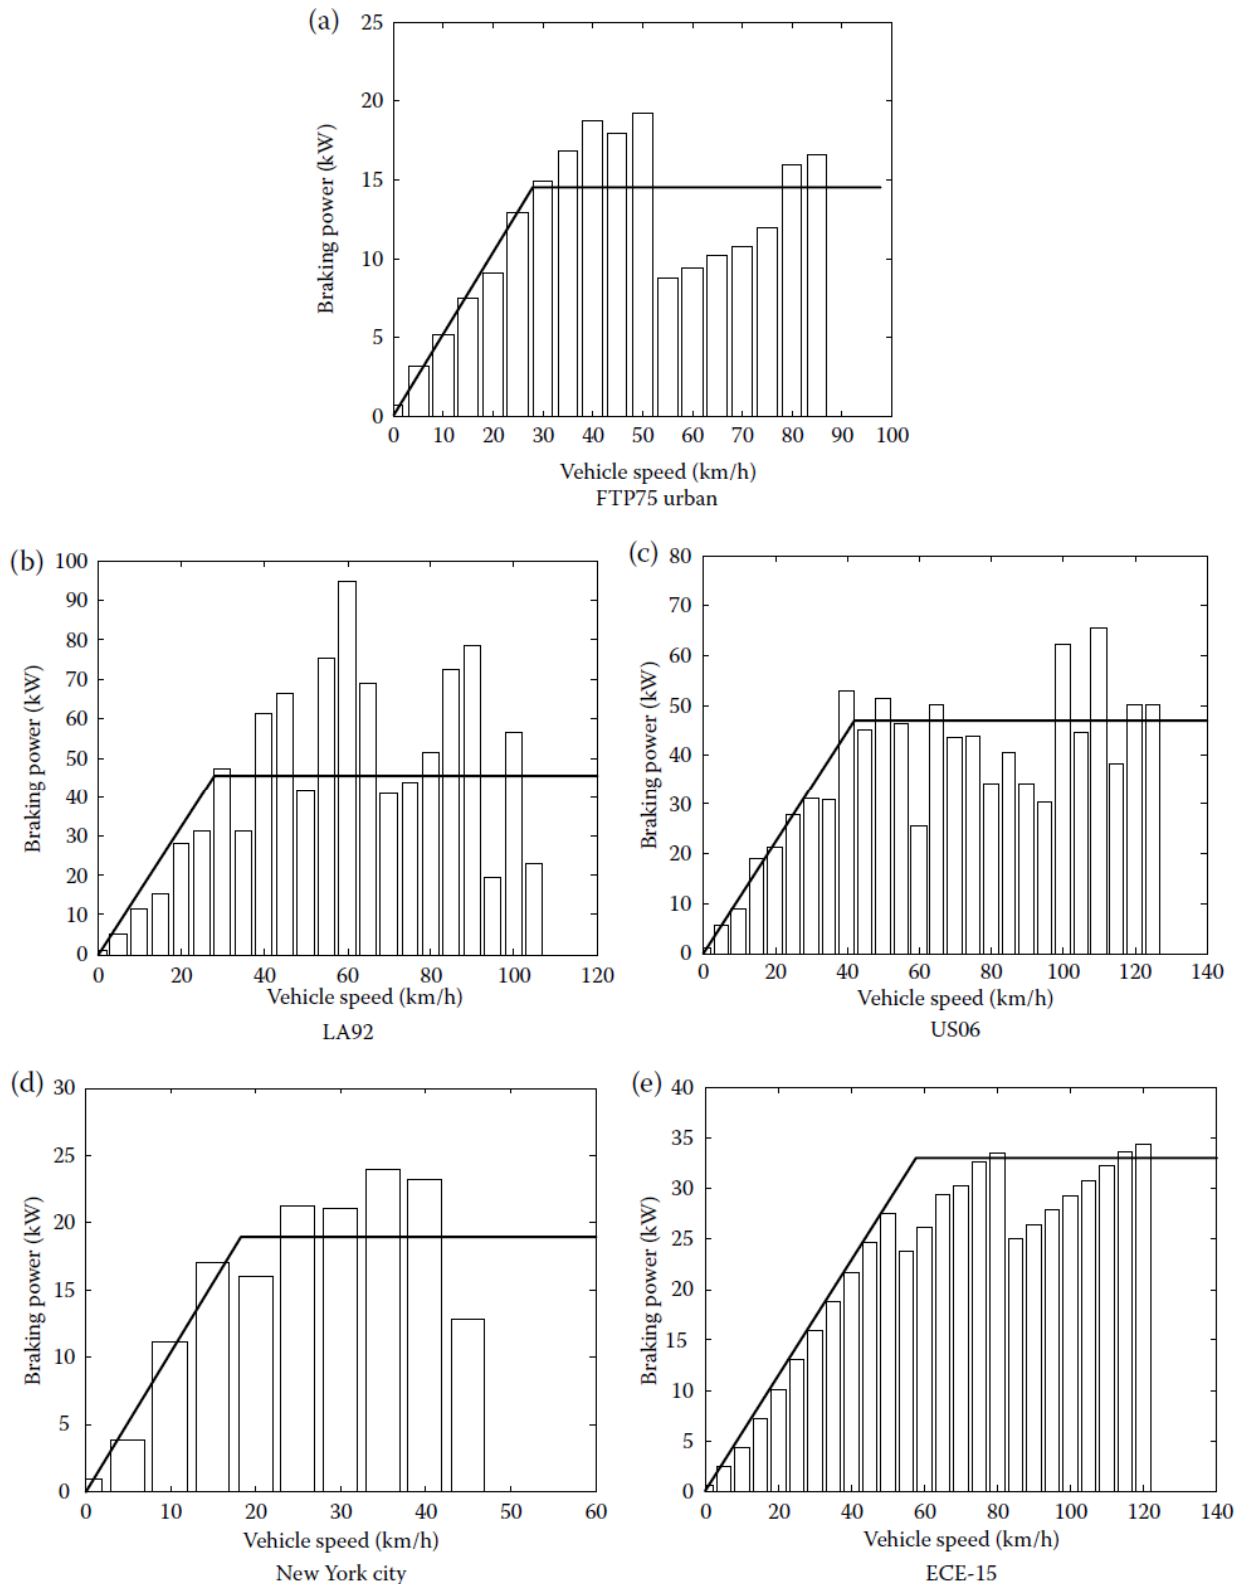 (a)
25
20
15
10
5
0
Braking power (kW)
0 10 20 30 40 50 60 70 80 90 100
Vehicle speed (km/h)
FTP75 urban
(b)
100
90
80
70
60
50
40
30
20
10
0
Braking power (kW)
0 20 40 60 80 100 120
Vehicle speed (km/h)
LA92
(c)
80
70
60
50
40
30
20
10
0
Braking power (kW)
0 20 40 60 80 100 120 140
Vehicle speed (km/h)
US06
(d)
30
25
20
15
10
5
0
Braking power (kW)
0 10 20 30 40 50 60
Vehicle speed (km/h)
New York city
(e)
40
35
30
25
20
15
10
5
0
Braking power (kW)
0 20 40 60 80 100 120 140
Vehicle speed (km/h)
ECE-15